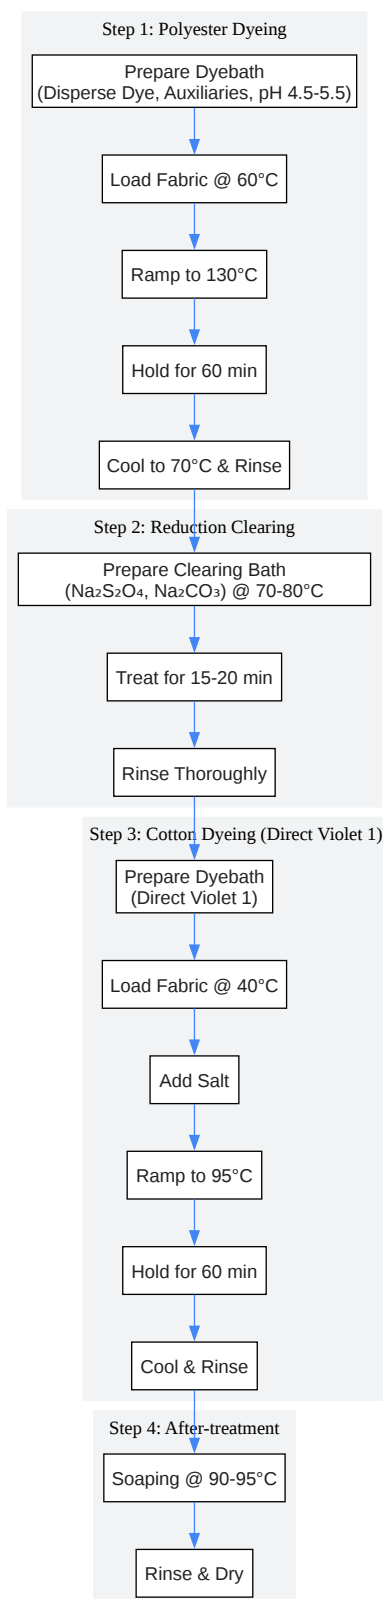 Step 1: Polyester Dyeing
Prepare Dyebath
(Disperse Dye, Auxiliaries, pH 4.5-5.5)
Load Fabric @ 60°C
Ramp to 130°C
Hold for 60 min
Cool to 70°C & Rinse
Step 2: Reduction Clearing
Prepare Clearing Bath
(Na₂S₂O₄, Na₂CO₃) @ 70-80°C
Treat for 15-20 min
Rinse Thoroughly
Step 3: Cotton Dyeing (Direct Violet 1)
Prepare Dyebath
(Direct Violet 1)
Load Fabric @ 40°C
Add Salt
Ramp to 95°C
Hold for 60 min
Cool & Rinse
Step 4: After-treatment
Soaping @ 90-95°C
Rinse & Dry